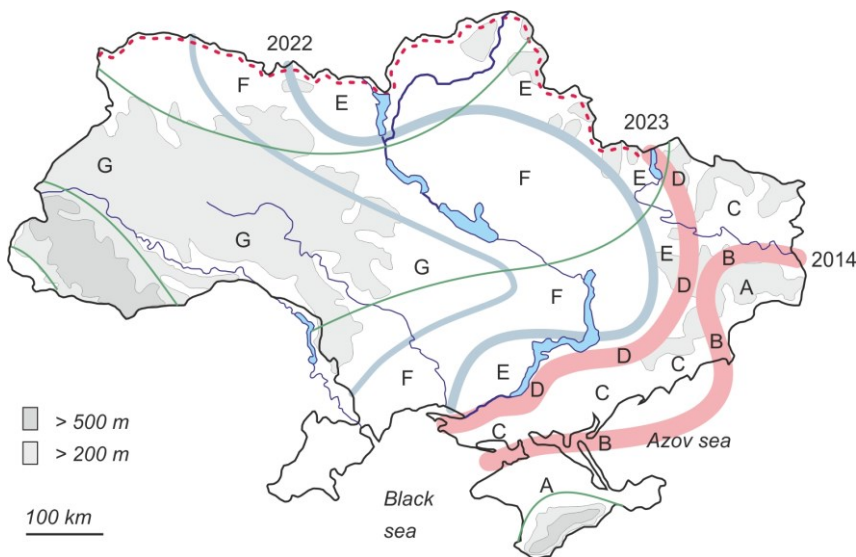 2022
F
E
E
2023
G
F
E
D
C
G
G
E
B
2014
F
D
A
E
D
B
F
D
C
C
> 500 m
> 200 m
C
B
Azov sea
A
100 km
Black
sea